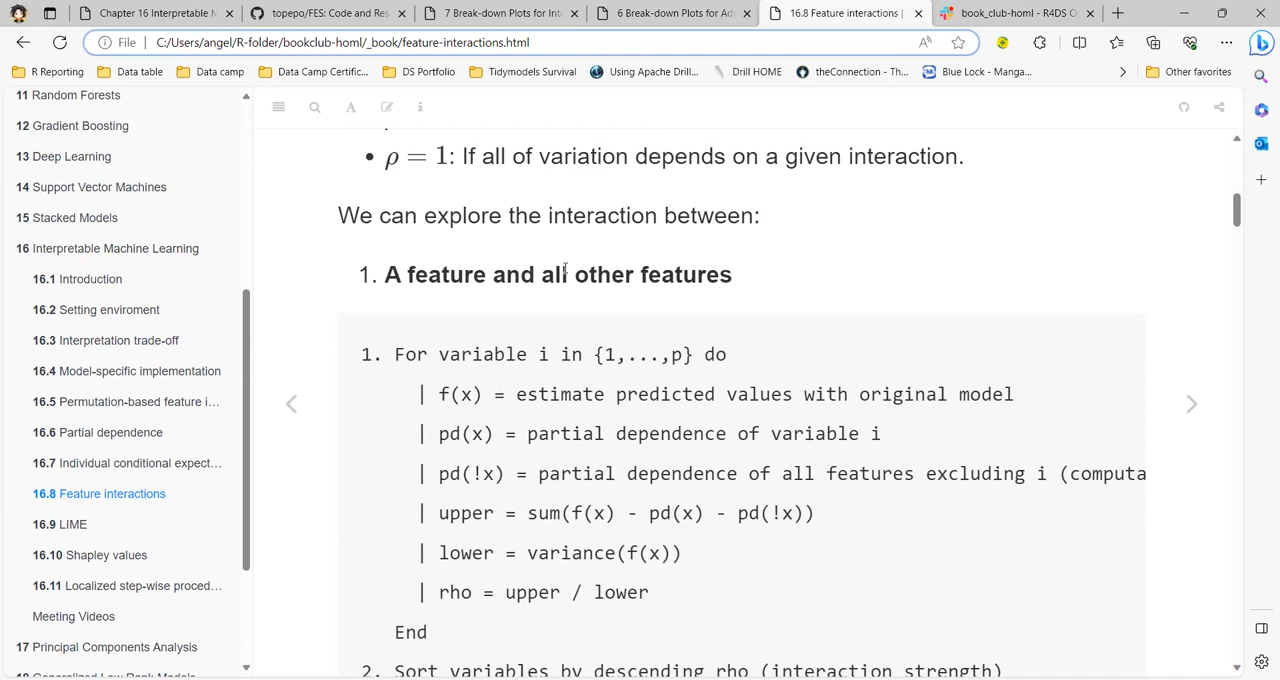 Chapter 16 Interpretable M
topepo/FES: Code and Res
7 Break-down Plots for Int
6 Break-down Plots for Ad
16.8 Feature interactions |
book_club-homl - R4DS O
File
C:/Users/angel/R-folder/bookclub-homl/_book/feature-interactions.html
R Reporting
Data table
Data camp
Data Camp Certific...
DS Portfolio
Tidymodels Survival
Using Apache Drill...
Drill HOME
theConnection - Th...
Blue Lock - Manga...
Other favorites
11 Random Forests
12 Gradient Boosting
13 Deep Learning
14 Support Vector Machines
15 Stacked Models
16 Interpretable Machine Learning
16.1 Introduction
16.2 Setting enviroment
16.3 Interpretation trade-off
16.4 Model-specific implementation
16.5 Permutation-based feature i...
16.6 Partial dependence
16.7 Individual conditional expect...
16.8 Feature interactions
16.9 LIME
16.10 Shapley values
16.11 Localized step-wise proced...
Meeting Videos
17 Principal Components Analysis
18 Generalized Low Rank Models
• ρ = 1: If all of variation depends on a given interaction.
We can explore the interaction between:
1. A feature and all other features
1. For variable i in {1,...,p} do
| f(x) = estimate predicted values with original model
| pd(x) = partial dependence of variable i
| pd(!x) = partial dependence of all features excluding i (computa
| upper = sum(f(x) - pd(x) - pd(!x))
| lower = variance(f(x))
| rho = upper / lower
End
2. Sort variables by descending rho (interaction strength)